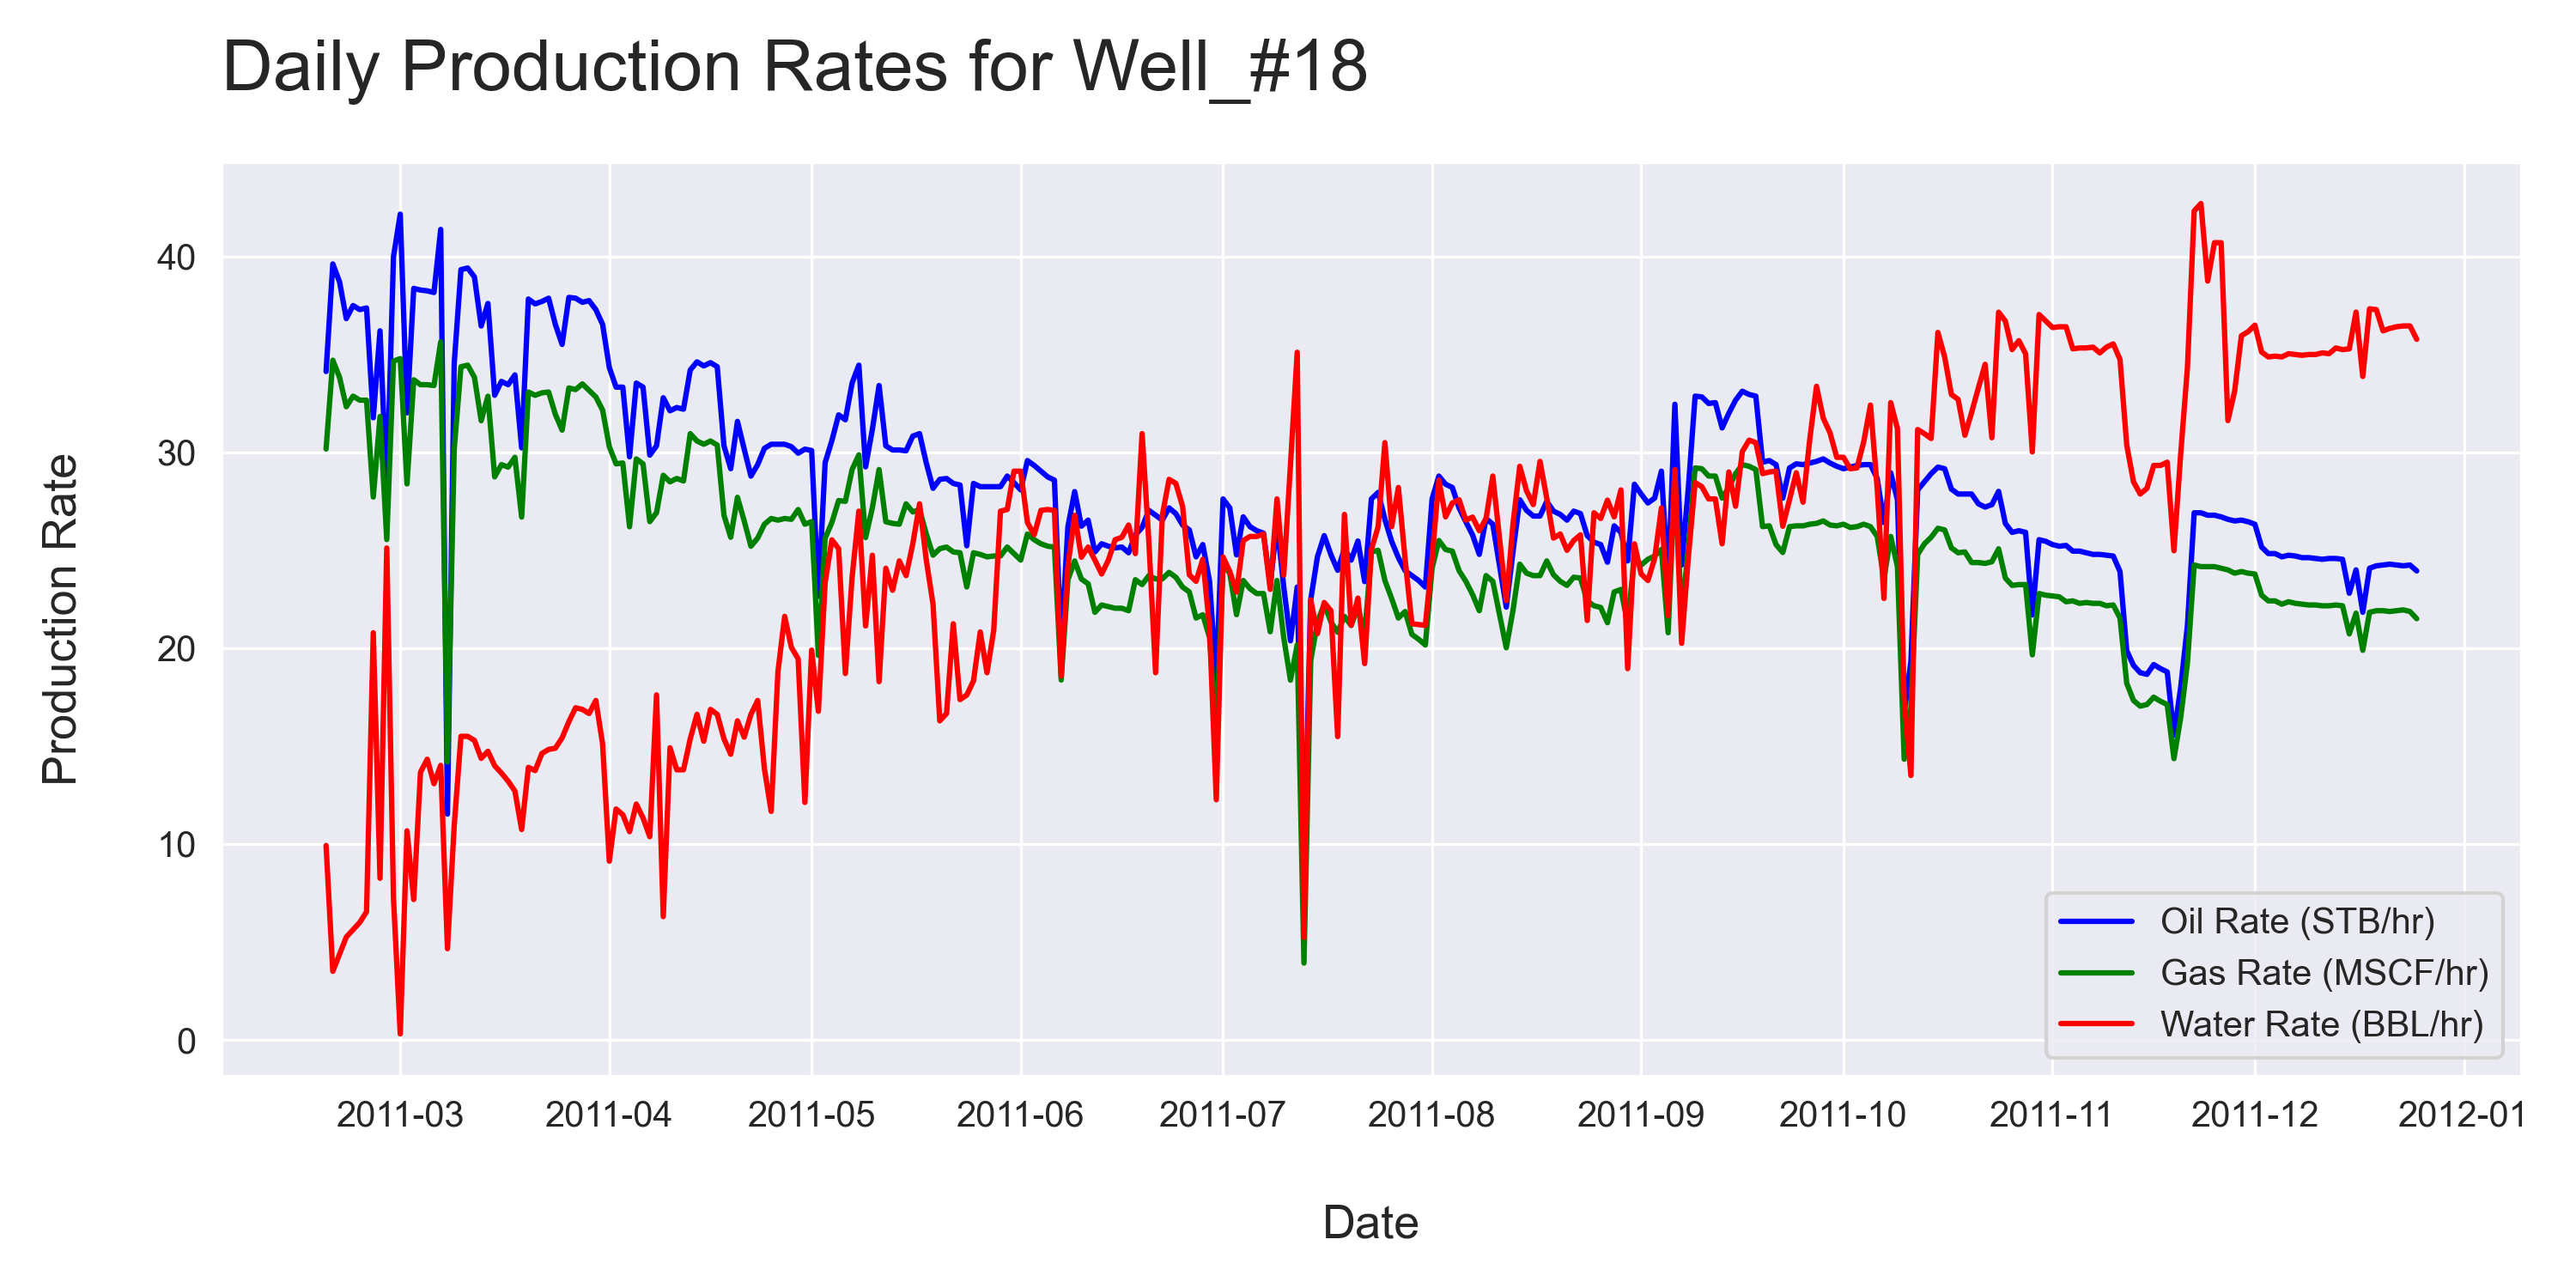 Daily Production Rates for Well_#18
Production Rate
40
30
20
10
0
2011-03 2011-04 2011-05 2011-06 2011-07 2011-08 2011-09 2011-10 2011-11 2011-12 2012-01
Date
Oil Rate (STB/hr)
Gas Rate (MSCF/hr)
Water Rate (BBL/hr)